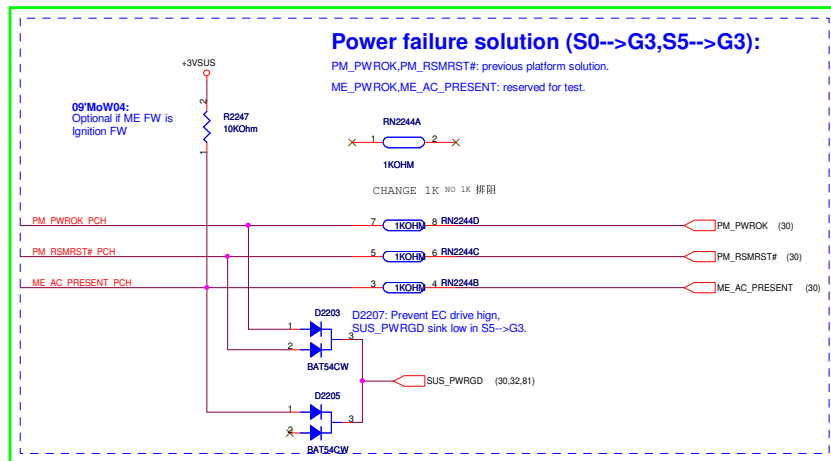 Power failure solution (S0-->G3,S5-->G3):
PM_PWROK,PM_RSMRST#: previous platform solution.
ME_PWROK,ME_AC_PRESENT: reserved for test.
+3VSUS
09'MoW04:
Optional if ME FW is
Ignition FW
2
R2247
10KOhm
1
RN2244A
1 2
1KOHM
CHANGE 1K NO 1K 排阻
PM_PWROK_PCH 7 1KOHM 8 RN2244D PM_PWROK (30)
PM_RSMRST#_PCH 5 1KOHM 6 RN2244C PM_RSMRST# (30)
ME_AC_PRESENT_PCH 3 1KOHM 4 RN2244B ME_AC_PRESENT (30)
D2203
D2207: Prevent EC drive hign,
SUS_PWRGD sink low in S5-->G3.
1
2
3
BAT54CW
SUS_PWRGD (30,32,81)
D2205
1
2
3
BAT54CW